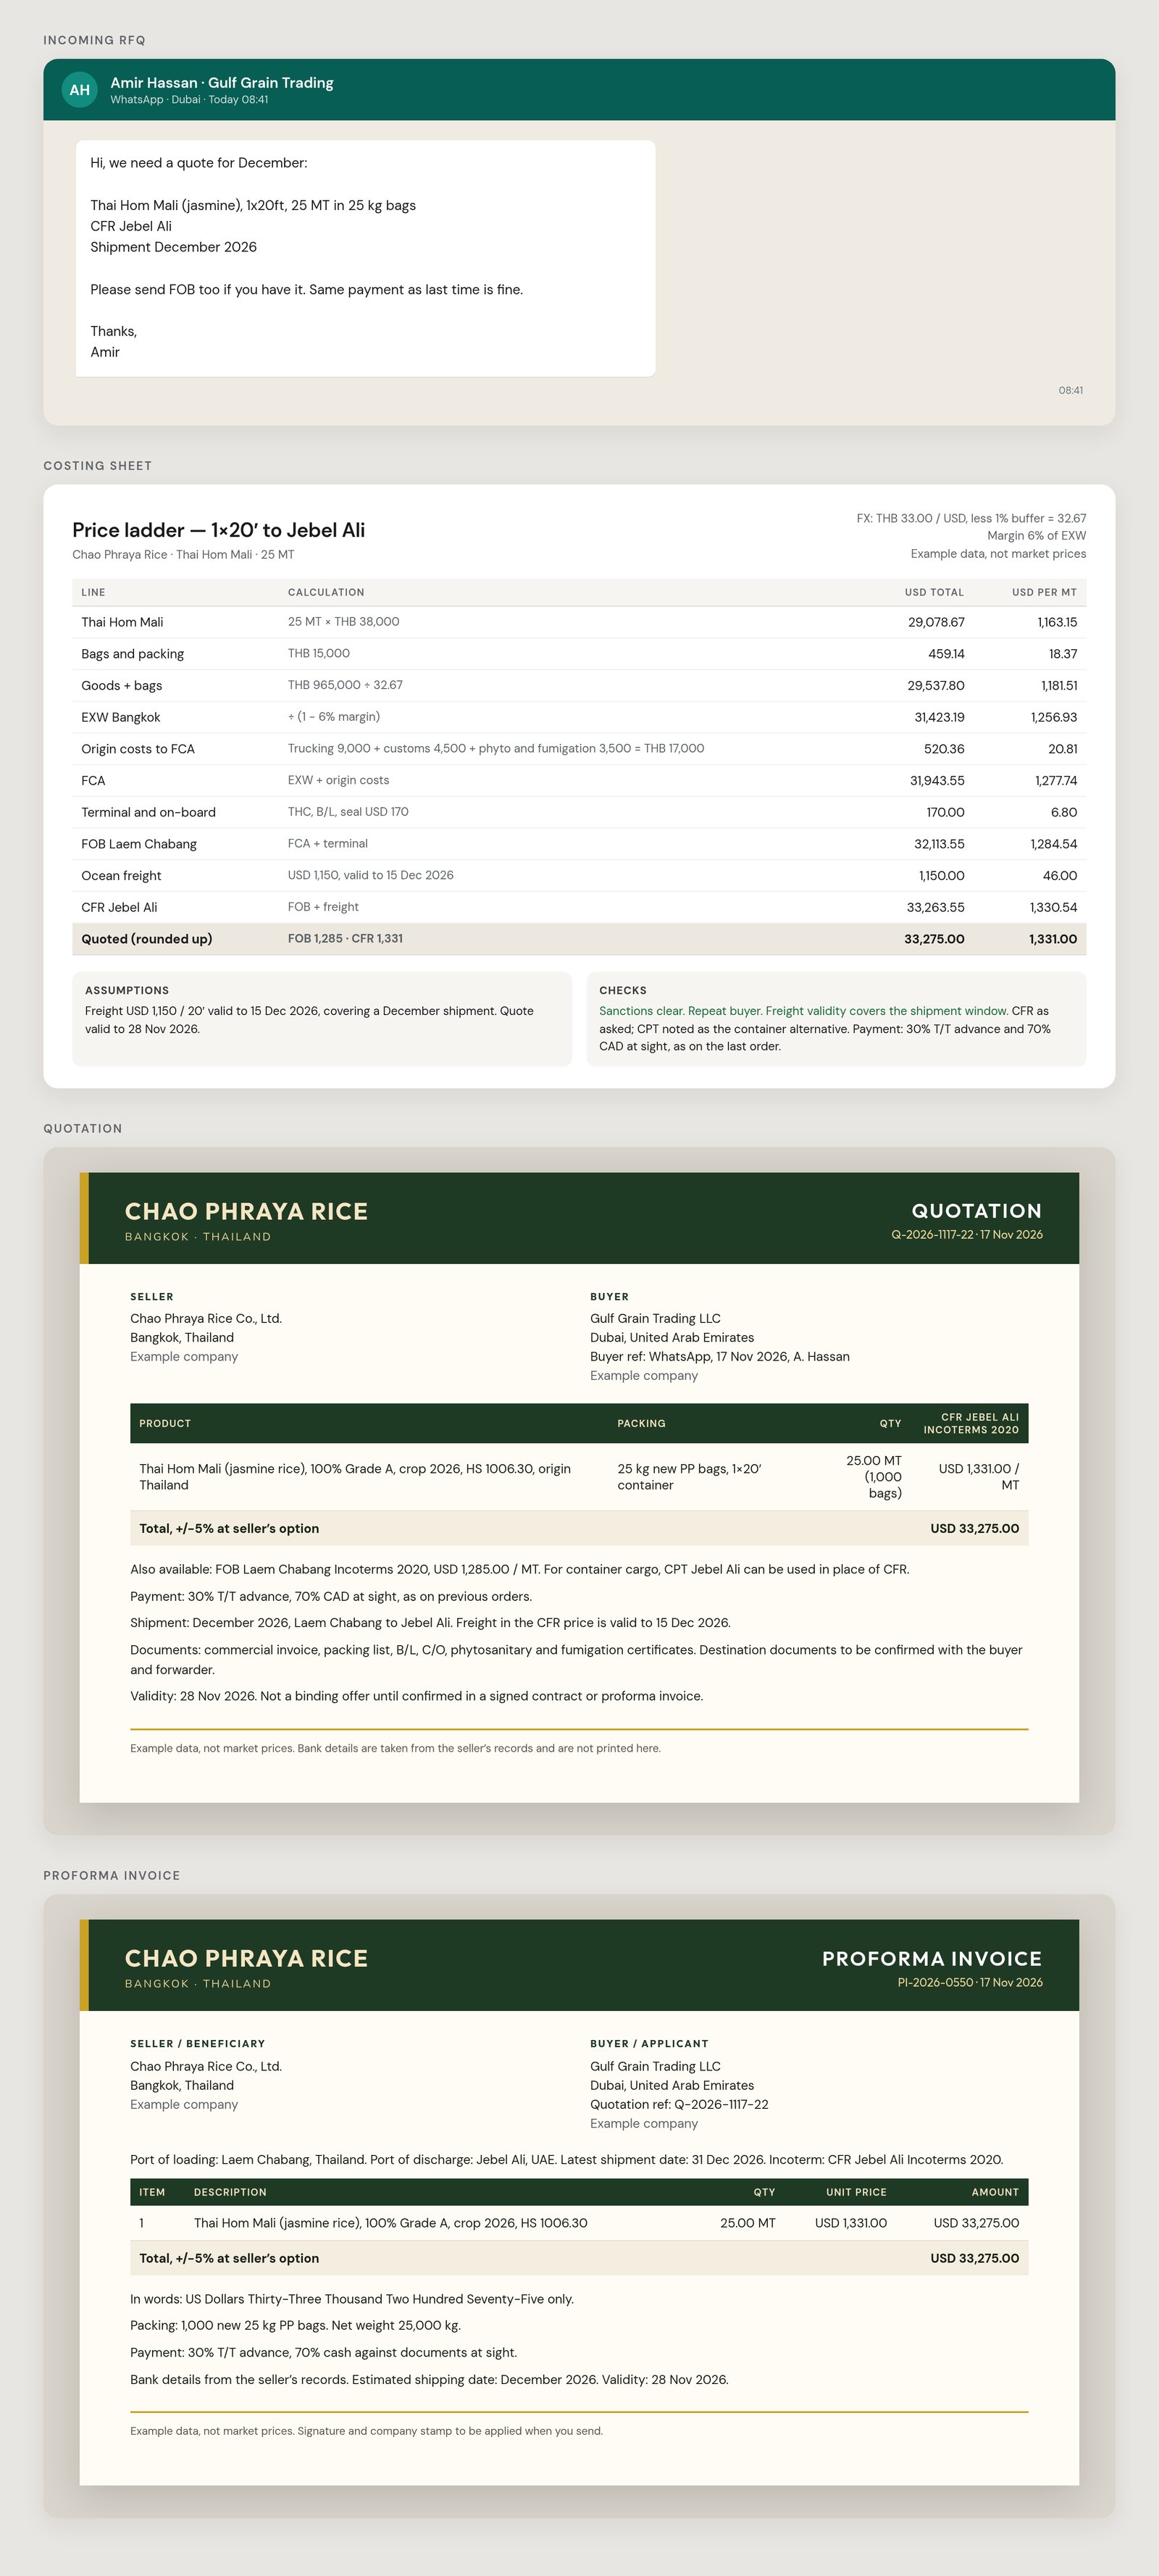 INCOMING RFQ
AH
Amir Hassan · Gulf Grain Trading
WhatsApp · Dubai · Today 08:41
Hi, we need a quote for December:
Thai Hom Mali (jasmine), 1x20ft, 25 MT in 25 kg bags
CFR Jebel Ali
Shipment December 2026
Please send FOB too if you have it. Same payment as last time is fine.
Thanks,
Amir
08:41
COSTING SHEET
Price ladder — 1×20′ to Jebel Ali
Chao Phraya Rice · Thai Hom Mali · 25 MT
FX: THB 33.00 / USD, less 1% buffer = 32.67
Margin 6% of EXW
Example data, not market prices
LINE CALCULATION USD TOTAL USD PER MT
Thai Hom Mali 25 MT × THB 38,000 29,078.67 1,163.15
Bags and packing THB 15,000 459.14 18.37
Goods + bags THB 965,000 ÷ 32.67 29,537.80 1,181.51
EXW Bangkok ÷ (1 − 6% margin) 31,423.19 1,256.93
Origin costs to FCA Trucking 9,000 + customs 4,500 + phyto and fumigation 3,500 = THB 17,000 520.36 20.81
FCA EXW + origin costs 31,943.55 1,277.74
Terminal and on-board THC, B/L, seal USD 170 170.00 6.80
FOB Laem Chabang FCA + terminal 32,113.55 1,284.54
Ocean freight USD 1,150, valid to 15 Dec 2026 1,150.00 46.00
CFR Jebel Ali FOB + freight 33,263.55 1,330.54
Quoted (rounded up) FOB 1,285 · CFR 1,331 33,275.00 1,331.00
ASSUMPTIONS
Freight USD 1,150 / 20′ valid to 15 Dec 2026, covering a December shipment. Quote
valid to 28 Nov 2026.
CHECKS
Sanctions clear. Repeat buyer. Freight validity covers the shipment window. CFR as
asked; CPT noted as the container alternative. Payment: 30% T/T advance and 70%
CAD at sight, as on the last order.
QUOTATION
CHAO PHRAYA RICE
BANGKOK · THAILAND
QUOTATION
Q-2026-1117-22 · 17 Nov 2026
SELLER
Chao Phraya Rice Co., Ltd.
Bangkok, Thailand
Example company
BUYER
Gulf Grain Trading LLC
Dubai, United Arab Emirates
Buyer ref: WhatsApp, 17 Nov 2026, A. Hassan
Example company
PRODUCT PACKING QTY CFR JEBEL ALI
INCOTERMS 2020
Thai Hom Mali (jasmine rice), 100% Grade A, crop 2026, HS 1006.30, origin
Thailand
25 kg new PP bags, 1×20′
container
25.00 MT
(1,000
bags)
USD 1,331.00 /
MT
Total, +/-5% at seller’s option USD 33,275.00
Also available: FOB Laem Chabang Incoterms 2020, USD 1,285.00 / MT. For container cargo, CPT Jebel Ali can be used in place of CFR.
Payment: 30% T/T advance, 70% CAD at sight, as on previous orders.
Shipment: December 2026, Laem Chabang to Jebel Ali. Freight in the CFR price is valid to 15 Dec 2026.
Documents: commercial invoice, packing list, B/L, C/O, phytosanitary and fumigation certificates. Destination documents to be confirmed with the buyer
and forwarder.
Validity: 28 Nov 2026. Not a binding offer until confirmed in a signed contract or proforma invoice.
Example data, not market prices. Bank details are taken from the seller’s records and are not printed here.
PROFORMA INVOICE
CHAO PHRAYA RICE
BANGKOK · THAILAND
PROFORMA INVOICE
PI-2026-0550 · 17 Nov 2026
SELLER / BENEFICIARY
Chao Phraya Rice Co., Ltd.
Bangkok, Thailand
Example company
BUYER / APPLICANT
Gulf Grain Trading LLC
Dubai, United Arab Emirates
Quotation ref: Q-2026-1117-22
Example company
Port of loading: Laem Chabang, Thailand. Port of discharge: Jebel Ali, UAE. Latest shipment date: 31 Dec 2026. Incoterm: CFR Jebel Ali Incoterms 2020.
ITEM DESCRIPTION QTY UNIT PRICE AMOUNT
1 Thai Hom Mali (jasmine rice), 100% Grade A, crop 2026, HS 1006.30 25.00 MT USD 1,331.00 USD 33,275.00
Total, +/-5% at seller’s option USD 33,275.00
In words: US Dollars Thirty-Three Thousand Two Hundred Seventy-Five only.
Packing: 1,000 new 25 kg PP bags. Net weight 25,000 kg.
Payment: 30% T/T advance, 70% cash against documents at sight.
Bank details from the seller’s records. Estimated shipping date: December 2026. Validity: 28 Nov 2026.
Example data, not market prices. Signature and company stamp to be applied when you send.